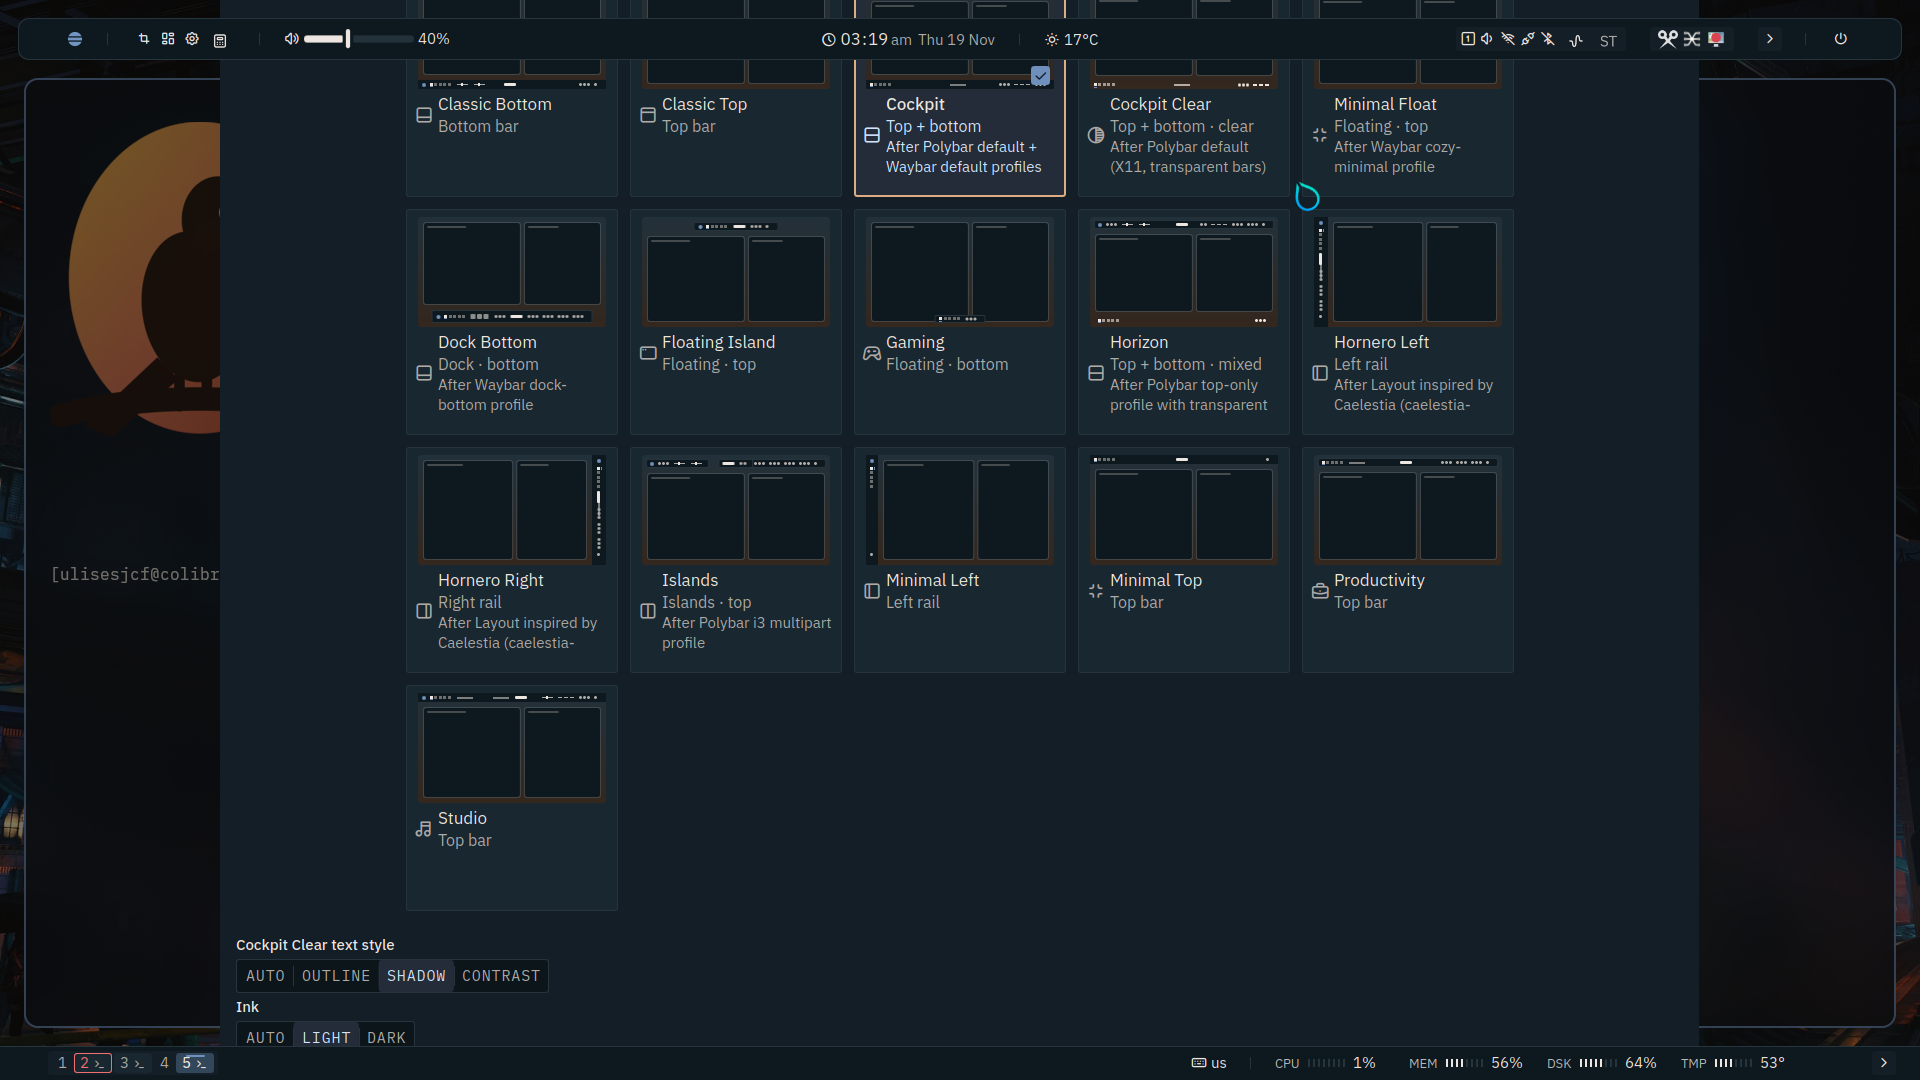 40%
03:19 am Thu 19 Nov
17°C
1
ST
Classic Bottom
Bottom bar
Classic Top
Top bar
Cockpit
Top + bottom
After Polybar default +
Waybar default profiles
Cockpit Clear
Top + bottom · clear
After Polybar default
(X11, transparent bars)
Minimal Float
Floating · top
After Waybar cozy-
minimal profile
Dock Bottom
Dock · bottom
After Waybar dock-
bottom profile
Floating Island
Floating · top
Gaming
Floating · bottom
Horizon
Top + bottom · mixed
After Polybar top-only
profile with transparent
Hornero Left
Left rail
After Layout inspired by
Caelestia (caelestia-
[ulisesjcf@colibr
Hornero Right
Right rail
After Layout inspired by
Caelestia (caelestia-
Islands
Islands · top
After Polybar i3 multipart
profile
Minimal Left
Left rail
Minimal Top
Top bar
Productivity
Top bar
Studio
Top bar
Cockpit Clear text style
AUTO OUTLINE SHADOW CONTRAST
Ink
AUTO LIGHT DARK
1 2 3 4 5
us
CPU 1%
MEM 56%
DSK 64%
TMP 53°